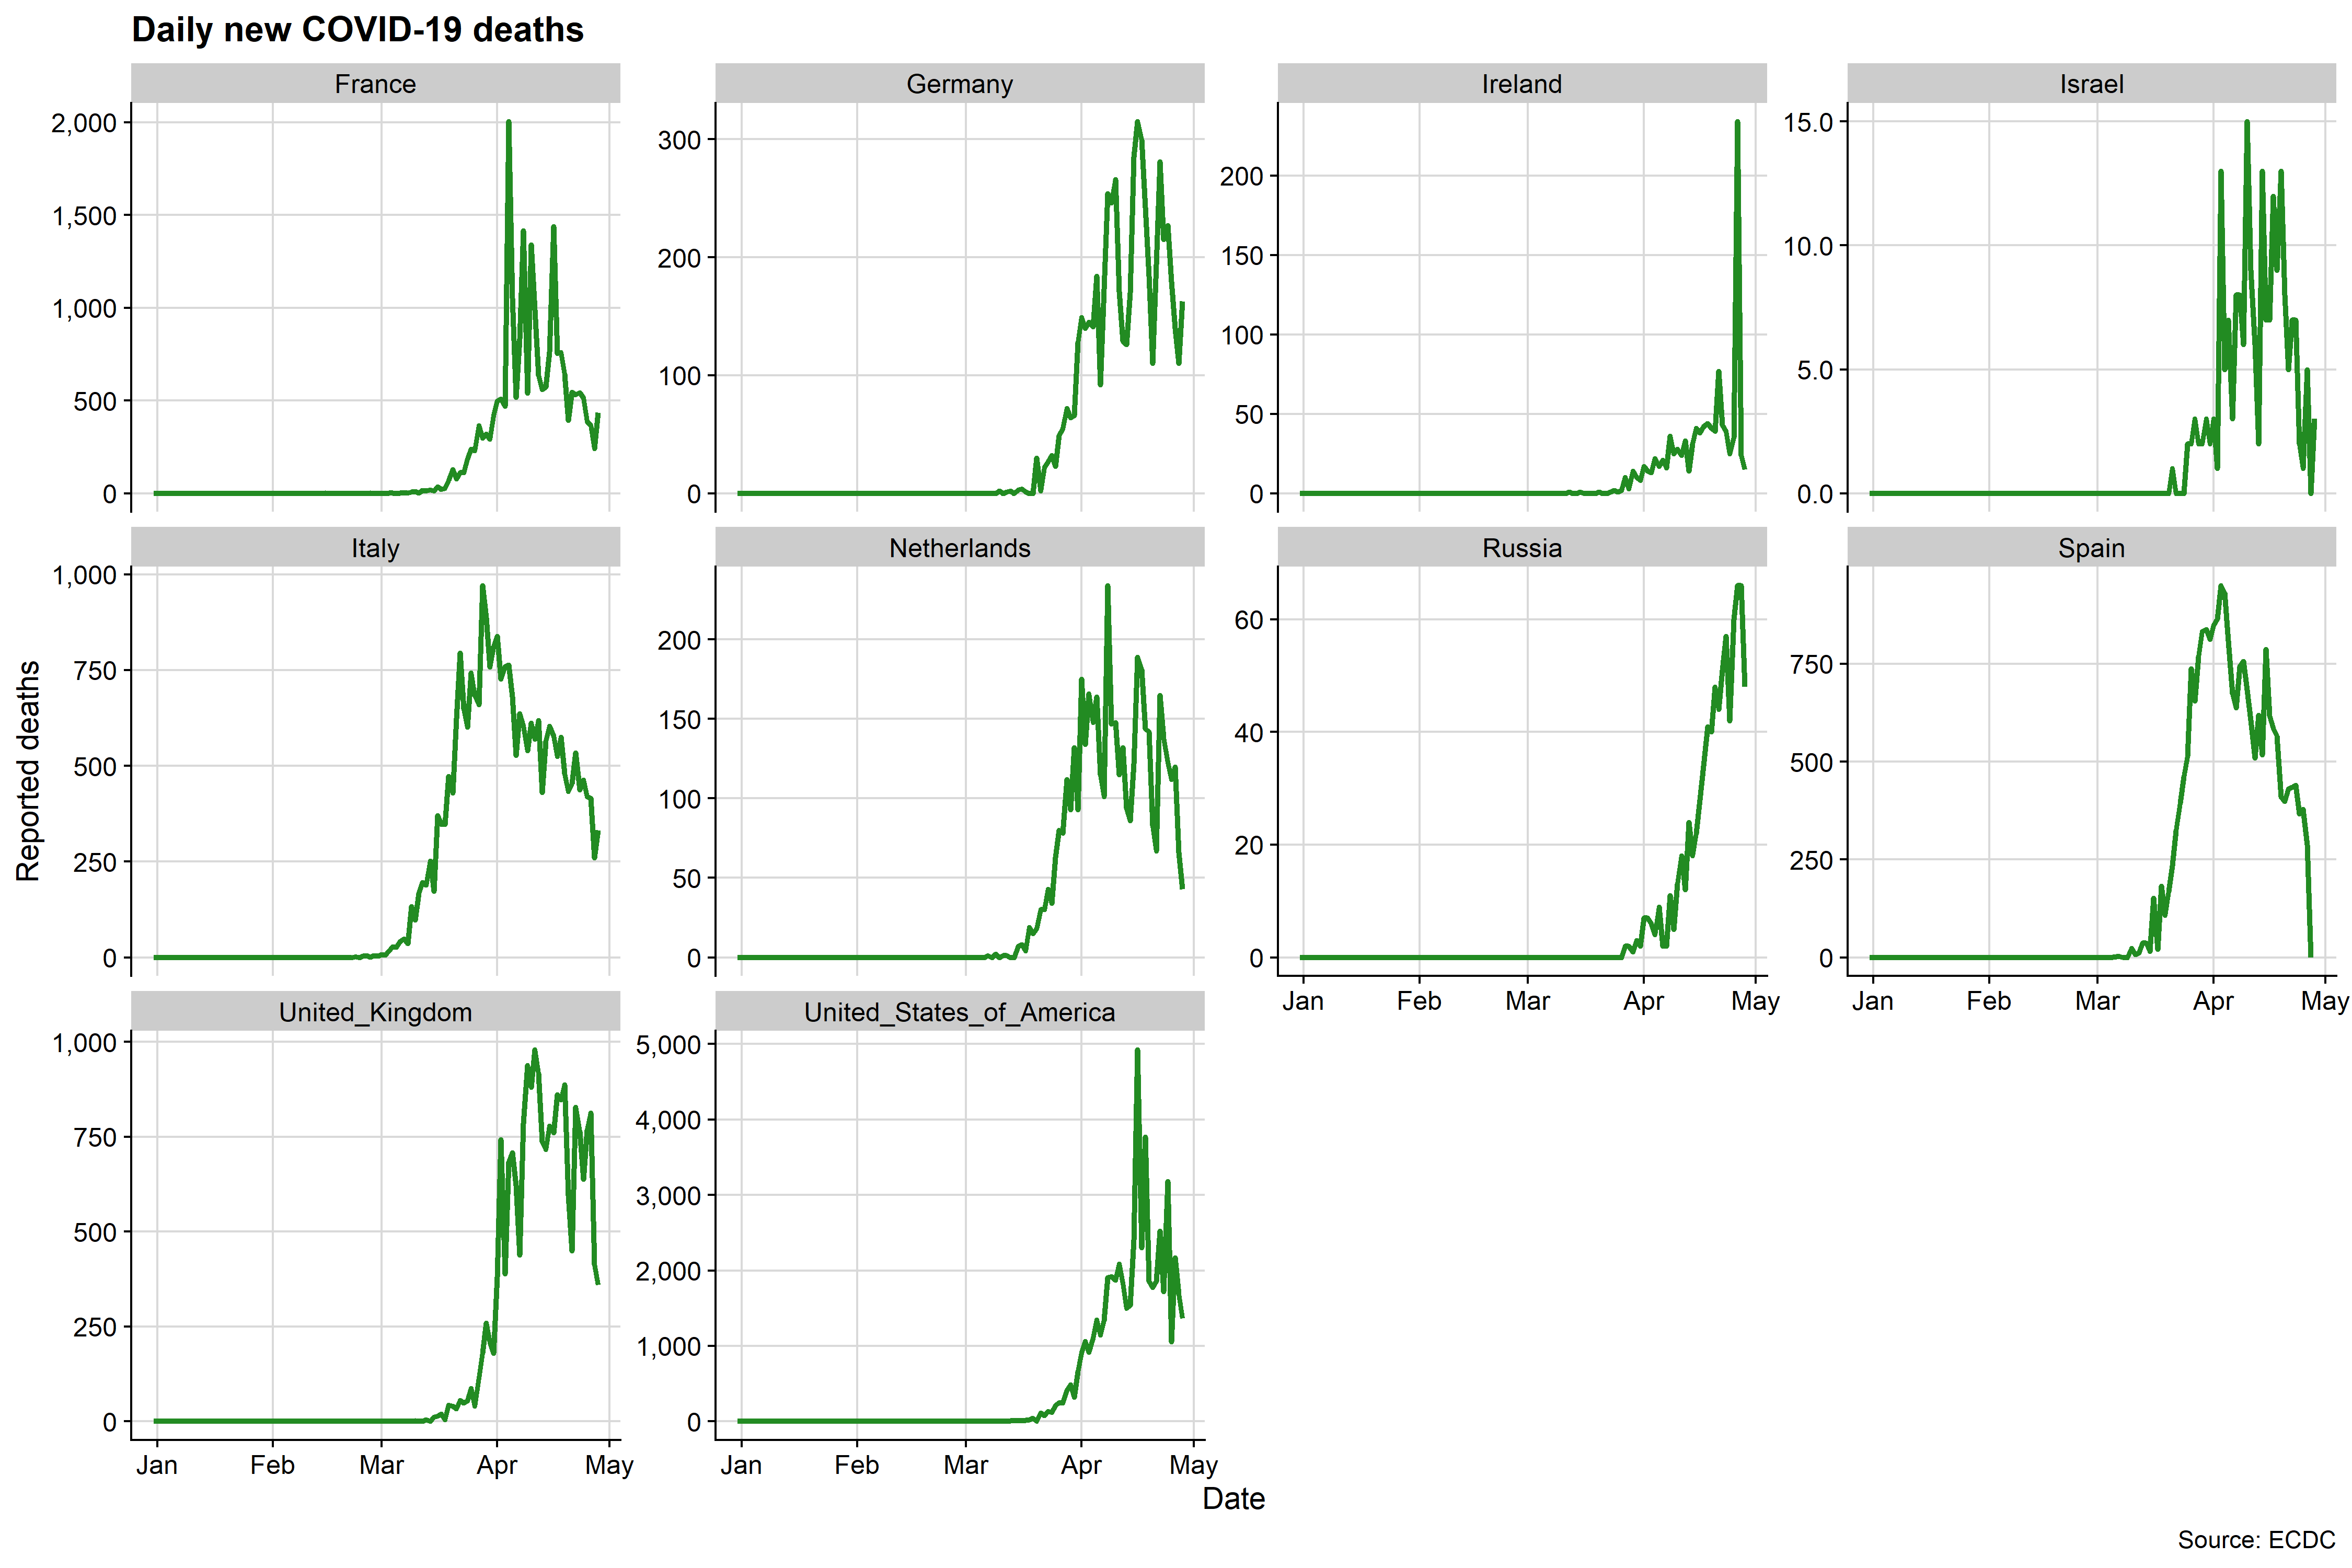 Daily new COVID-19 deaths
France
Germany
Ireland
Israel
2,000
1,500
1,000
500
0
300
200
100
0
200
150
100
50
0
15.0
10.0
5.0
0.0
Italy
Netherlands
Russia
Spain
Reported deaths
1,000
750
500
250
0
200
150
100
50
0
60
40
20
0
750
500
250
0
Jan Feb Mar Apr May
Jan Feb Mar Apr May
United_Kingdom
United_States_of_America
1,000
750
500
250
0
5,000
4,000
3,000
2,000
1,000
0
Jan Feb Mar Apr May
Jan Feb Mar Apr May
Date
Source: ECDC